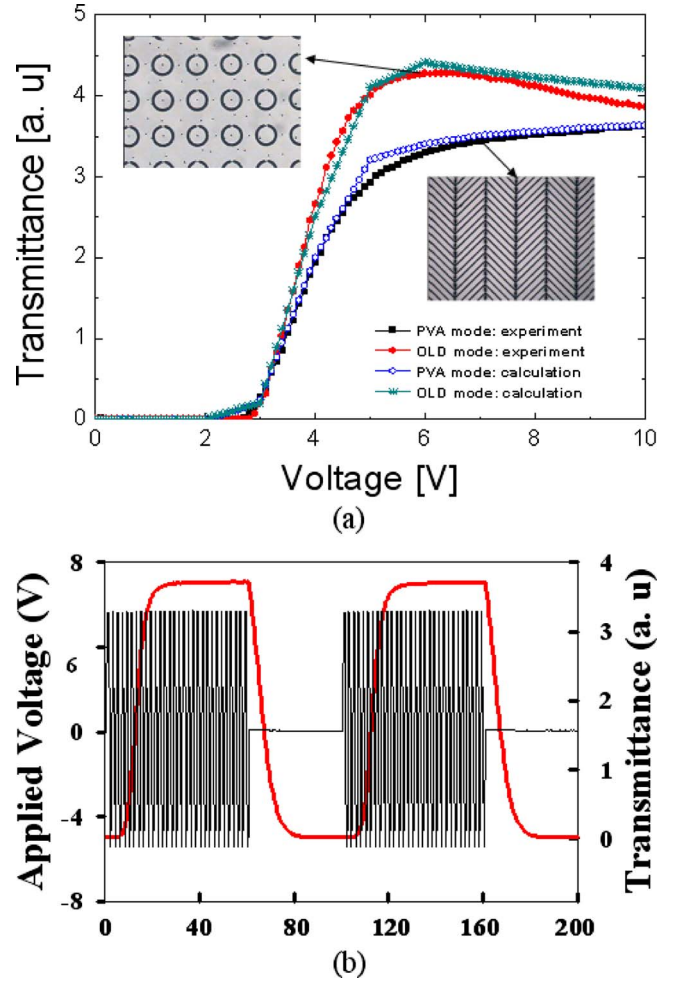 Transmittance [a. u]
5
4
3
2
1
0
0
2
4
6
8
10
PVA mode: experiment
OLD mode: experiment
PVA mode: calculation
OLD mode: calculation
Voltage [V]
(a)
Applied Voltage (V)
8
6
0
-4
-8
0
40
80
120
160
200
4
3
2
1
0
Transmittance (a. u)
(b)